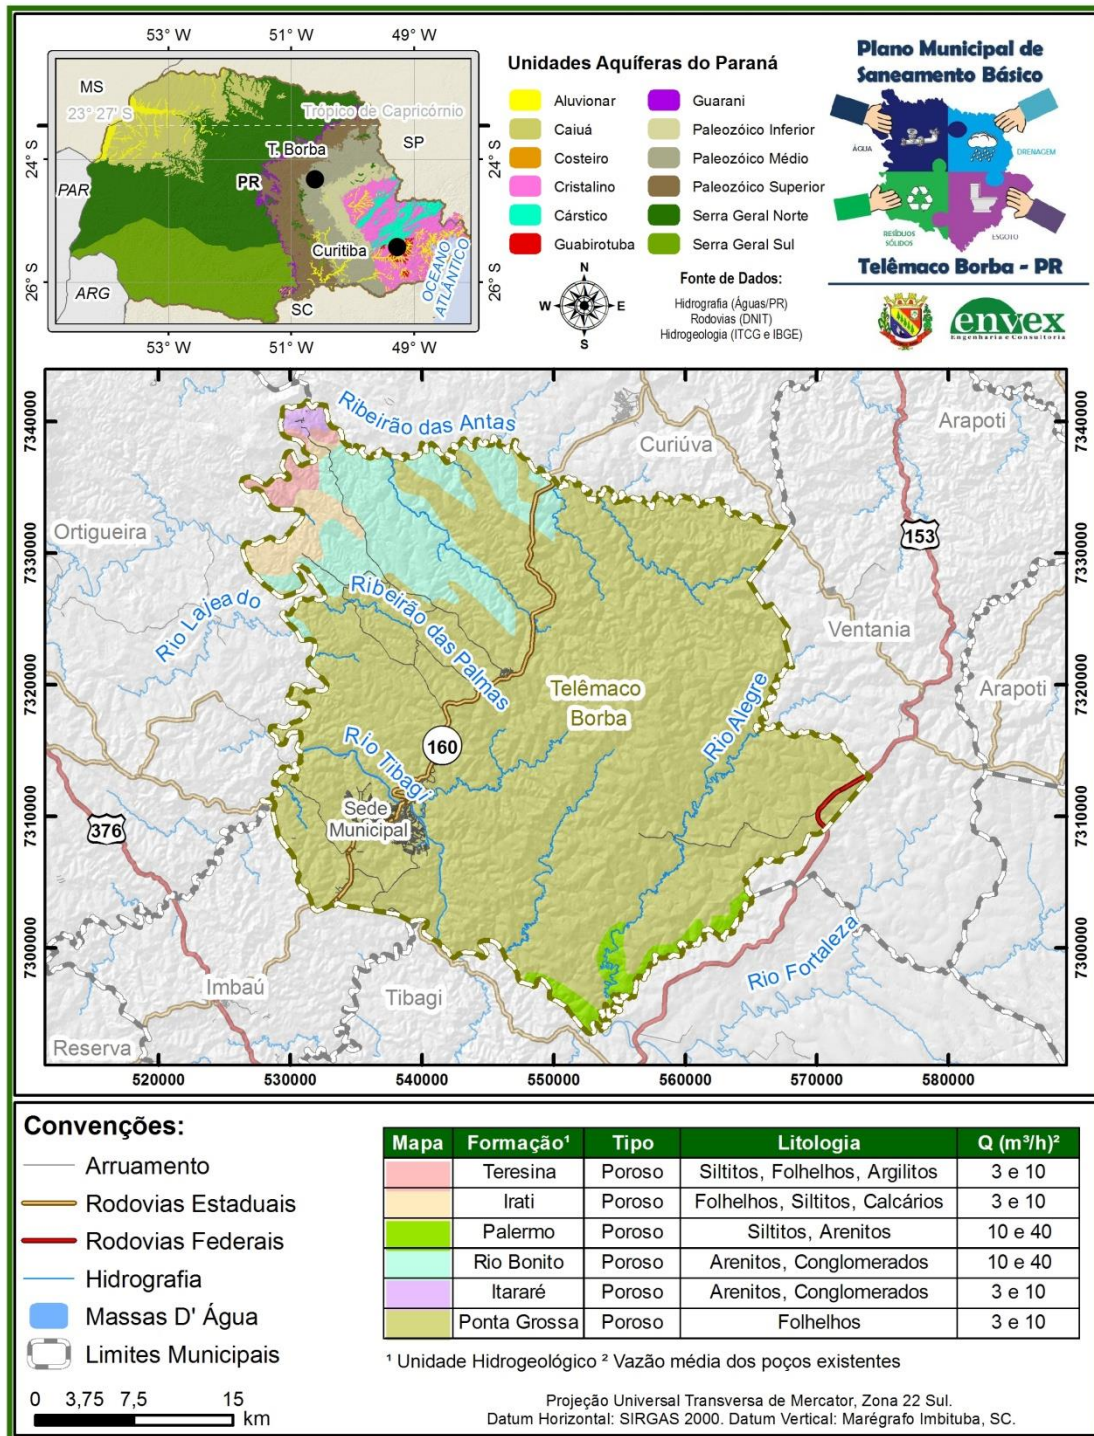 53° W 51° W 49° W
MS
23° 27' S
Trópico de Capricórnio
T. Borba
SP
24° S
24° S
PR
PAR
Curitiba
OCEANO
ATLÂNTICO
26° S
26° S
ARG
SC
53° W 51° W 49° W
Unidades Aquíferas do Paraná
Aluvionar
Caiuá
Costeiro
Cristalino
Cárstico
Guabirotuba
Guarani
Paleozóico Inferior
Paleozóico Médio
Paleozóico Superior
Serra Geral Norte
Serra Geral Sul
N
W E
S
Fonte de Dados:
Hidrografia (Águas/PR)
Rodovias (DNIT)
Hidrogeologia (ITCG e IBGE)
Plano Municipal de
Saneamento Básico
ÁGUA
DRENAGEM
RESÍDUOS
SÓLIDOS
ESGOTO
Telêmaco Borba - PR
envex
Engenharia e Consultoria
7340000
7340000
Ribeirão das Antas
Curiúva
Arapoti
Ortigueira
153
7330000
7330000
Rio Lajeado
Ribeirão das Palmas
Ventania
7320000
7320000
Telêmaco
Borba
Rio Alegre
Arapoti
160
Rio Tibagi
Sede
Municipal
376
7310000
7310000
7300000
7300000
Rio Fortaleza
Imbaú
Tibagi
Reserva
520000 530000 540000 550000 560000 570000 580000
Convenções:
Arruamento
Rodovias Estaduais
Rodovias Federais
Hidrografia
Massas D' Água
Limites Municipais
0 3,75 7,5 15
km
Mapa Formação¹ Tipo Litologia Q (m³/h)²
Teresina Poroso Siltitos, Folhelhos, Argilitos 3 e 10
Irati Poroso Folhelhos, Siltitos, Calcários 3 e 10
Palermo Poroso Siltitos, Arenitos 10 e 40
Rio Bonito Poroso Arenitos, Conglomerados 10 e 40
Itararé Poroso Arenitos, Conglomerados 3 e 10
Ponta Grossa Poroso Folhelhos 3 e 10
¹ Unidade Hidrogeológico ² Vazão média dos poços existentes
Projeção Universal Transversa de Mercator, Zona 22 Sul.
Datum Horizontal: SIRGAS 2000. Datum Vertical: Marégrafo Imbituba, SC.